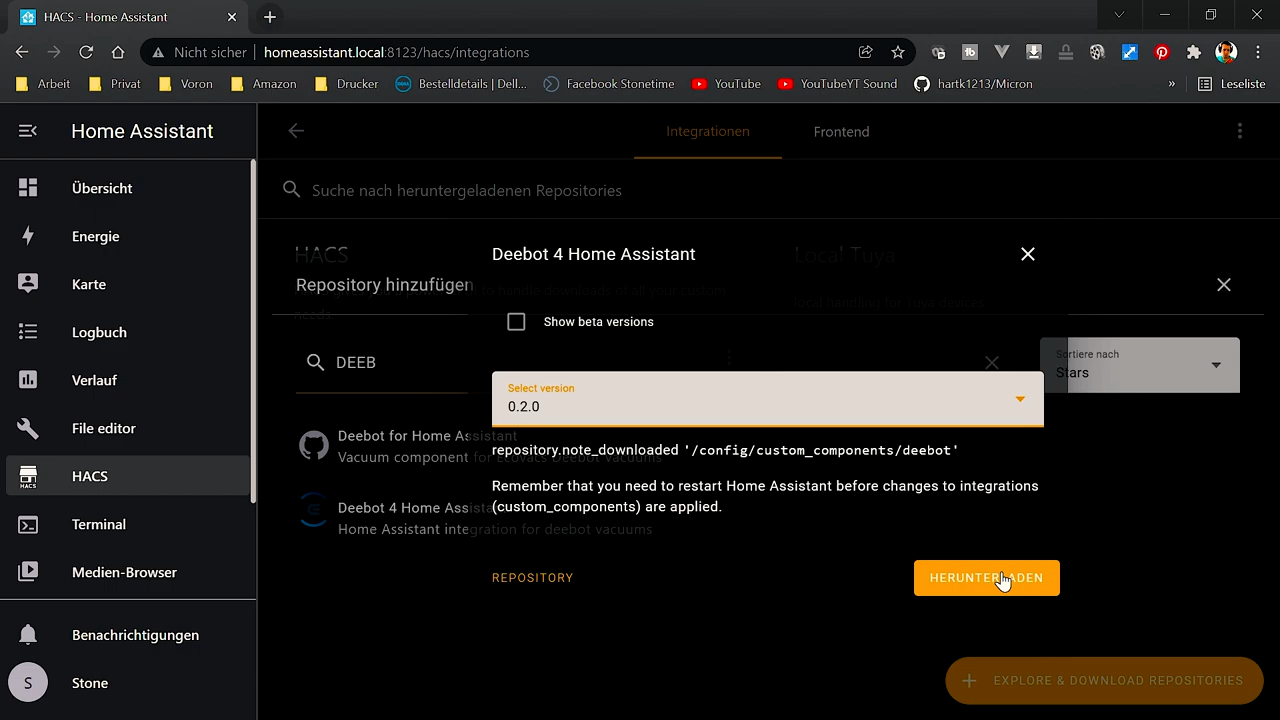 HACS - Home Assistant
Nicht sicher | homeassistant.local:8123/hacs/integrations
Arbeit Privat Voron Amazon Drucker Bestelldetails | Dell... Facebook Stonetime YouTube YouTubeYT Sound hartk1213/Micron » Leseliste
Home Assistant
Integrationen Frontend
Übersicht
Suche nach heruntergeladenen Repositories
Energie
HACS
Local Tuya
Deebot 4 Home Assistant
Karte
Repository hinzufügen
Show beta versions
Logbuch
DEEB
Sortiere nach
Stars
Verlauf
Select version
0.2.0
File editor
Deebot for Home Assistant
Vacuum component for Ecovacs Deebot vacuums
repository.note_downloaded '/config/custom_components/deebot'
HACS
HACS
Remember that you need to restart Home Assistant before changes to integrations
(custom_components) are applied.
Deebot 4 Home Assista
Home Assistant integration for deebot vacuums
Terminal
Medien-Browser
REPOSITORY
HERUNTERLADEN
Benachrichtigungen
S
Stone
EXPLORE & DOWNLOAD REPOSITORIES